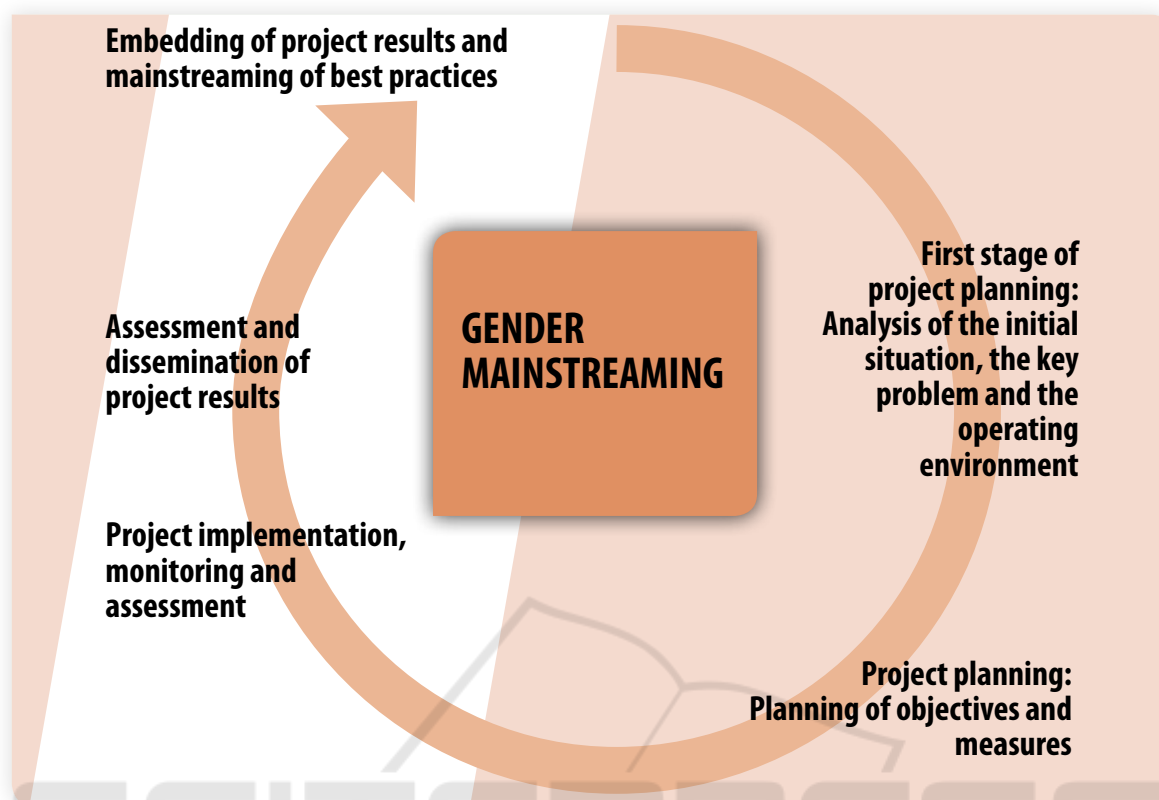 Embedding of project results and
mainstreaming of best practices
First stage of
project planning:
Analysis of the initial
situation, the key
problem and the
operating
environment
GENDER
MAINSTREAMING
Assessment and
dissemination of
project results
Project implementation,
monitoring and
assessment
Project planning:
Planning of objectives and
measures